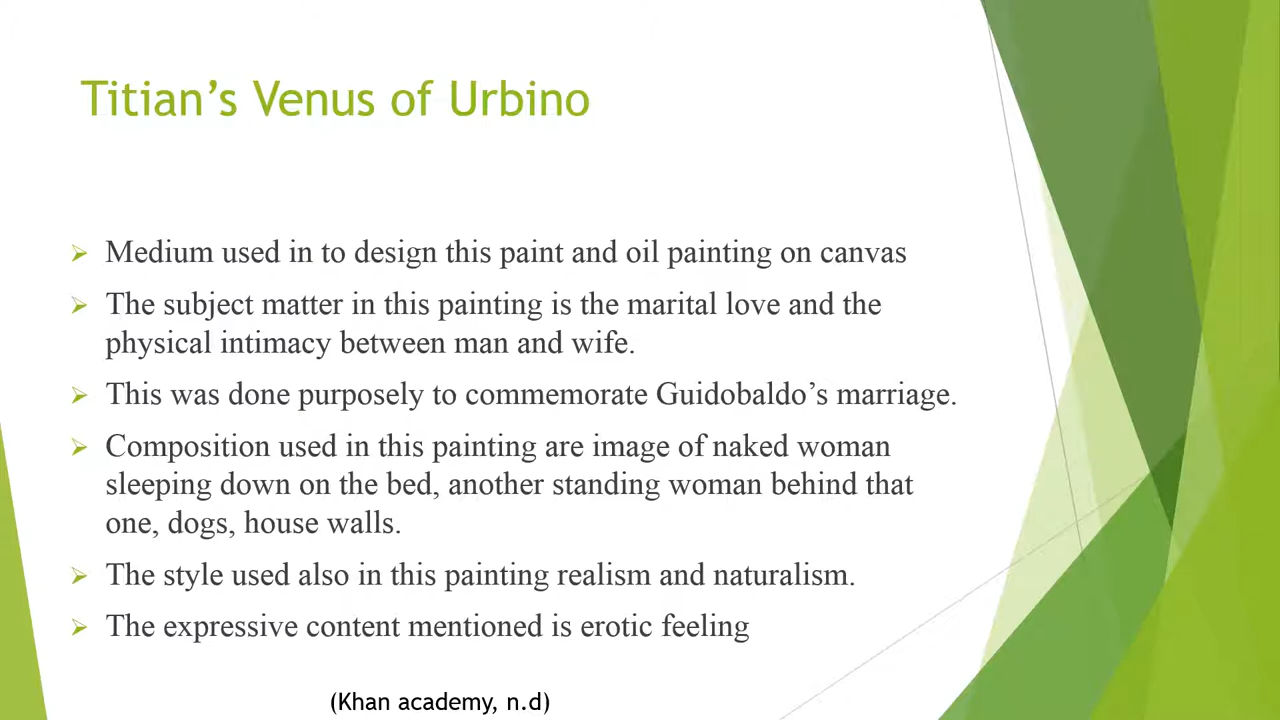 Titian’s Venus of Urbino
Medium used in to design this paint and oil painting on canvas
The subject matter in this painting is the marital love and the
physical intimacy between man and wife.
This was done purposely to commemorate Guidobaldo’s marriage.
Composition used in this painting are image of naked woman
sleeping down on the bed, another standing woman behind that
one, dogs, house walls.
The style used also in this painting realism and naturalism.
The expressive content mentioned is erotic feeling
(Khan academy, n.d)